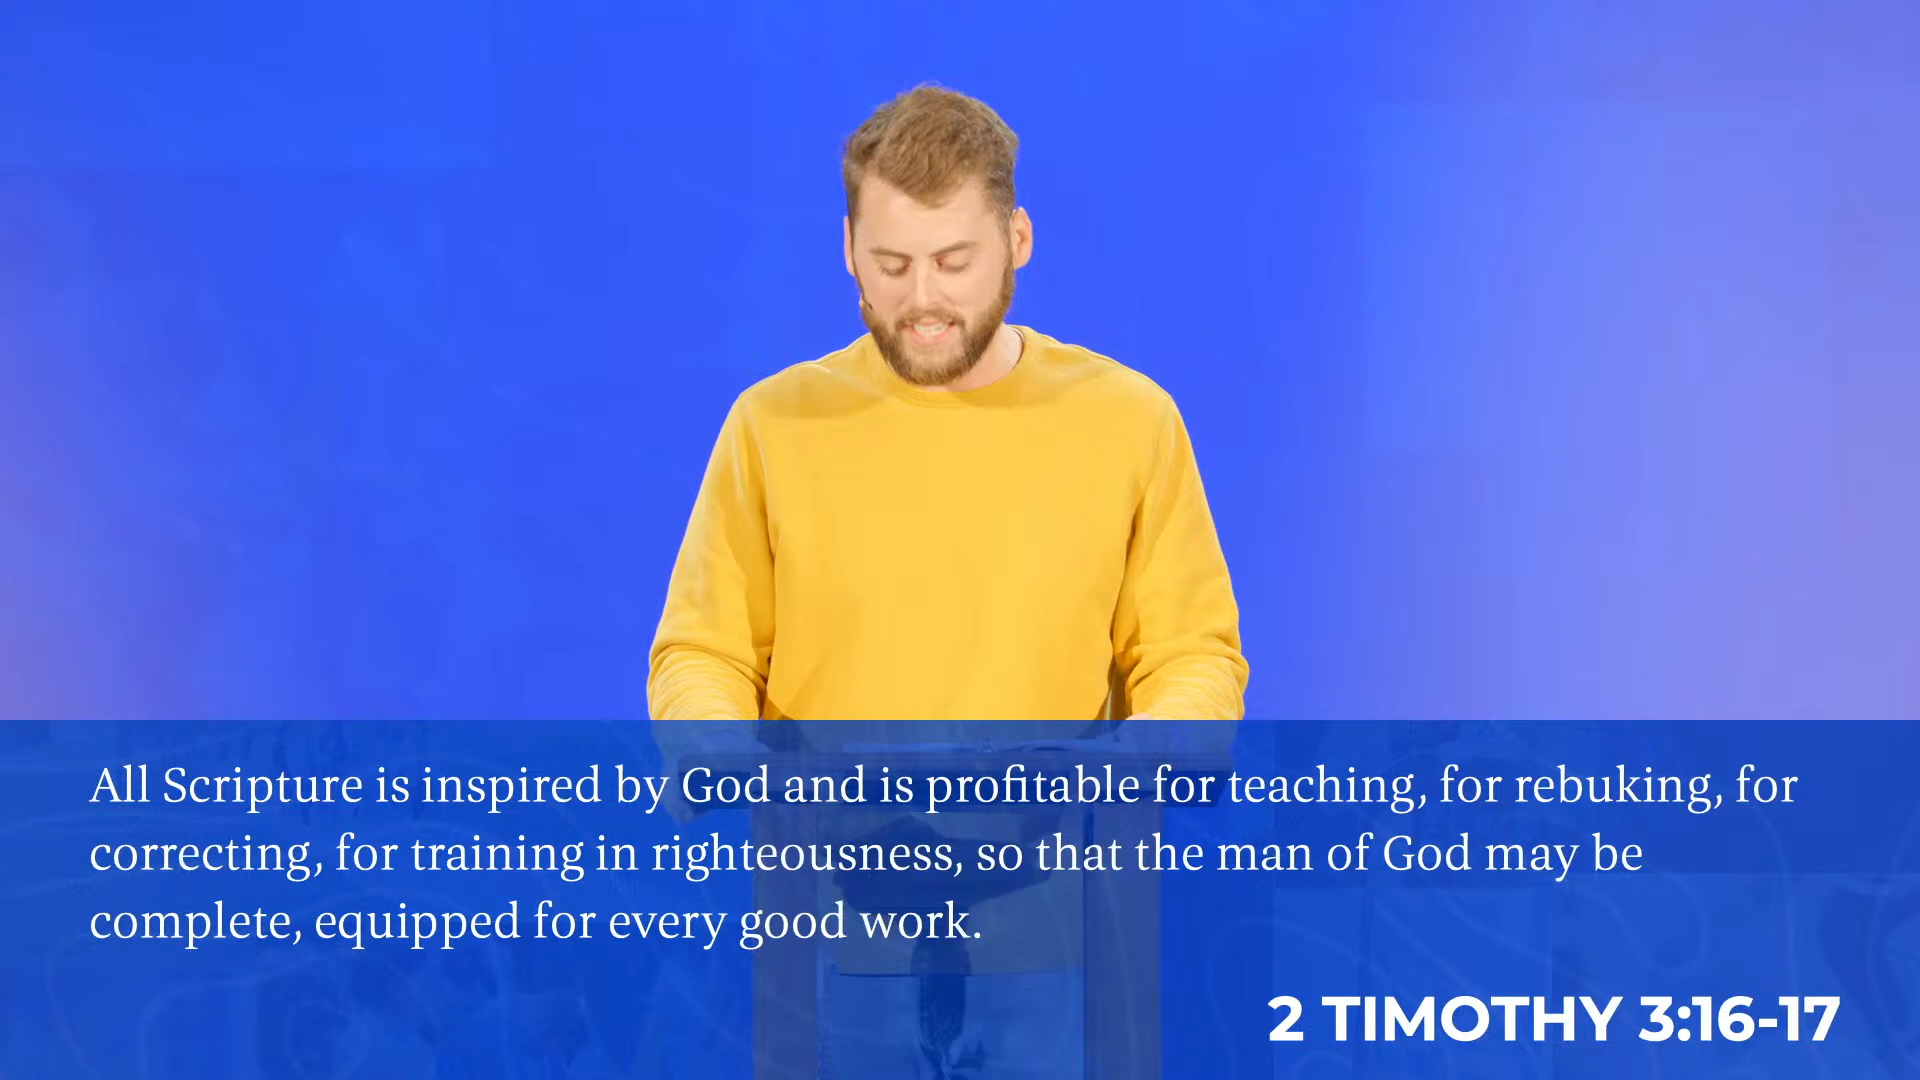 All Scripture is inspired by God and is profitable for teaching, for rebuking, for
correcting, for training in righteousness, so that the man of God may be
complete, equipped for every good work.
2 TIMOTHY 3:16-17